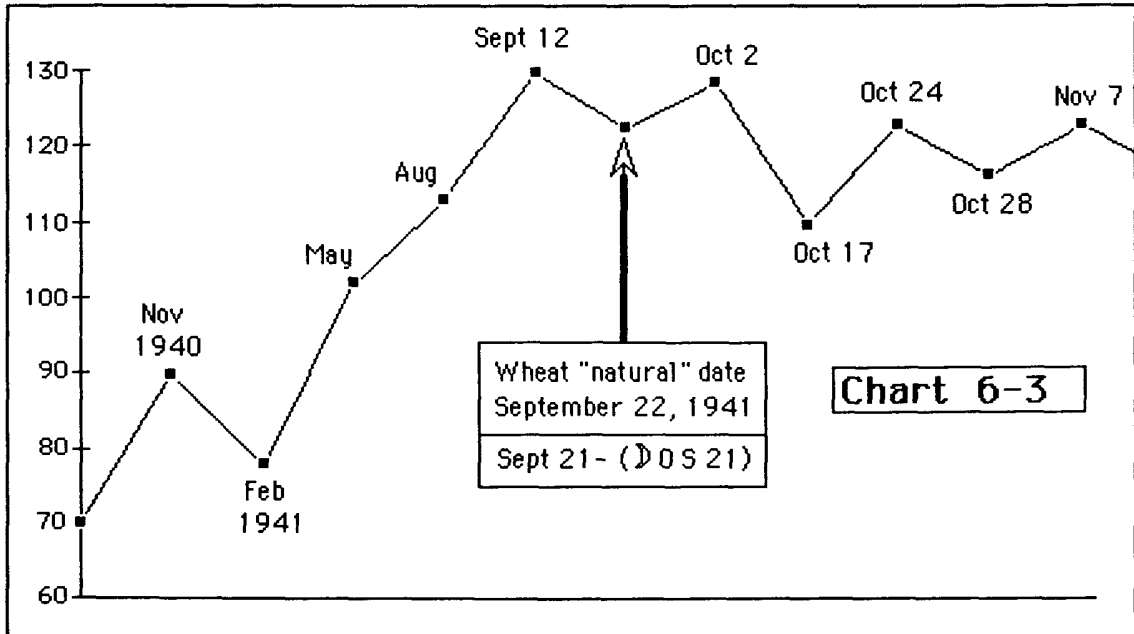 Sept 12
Oct 2
130
Oct 24
Nov 7
120
Aug
110
Oct 28
Oct 17
May
100
Nov
1940
90
Wheat "natural" date
September 22, 1941
Chart 6-3
80
Sept 21- (☽ 0 S 21)
Feb
1941
70
60